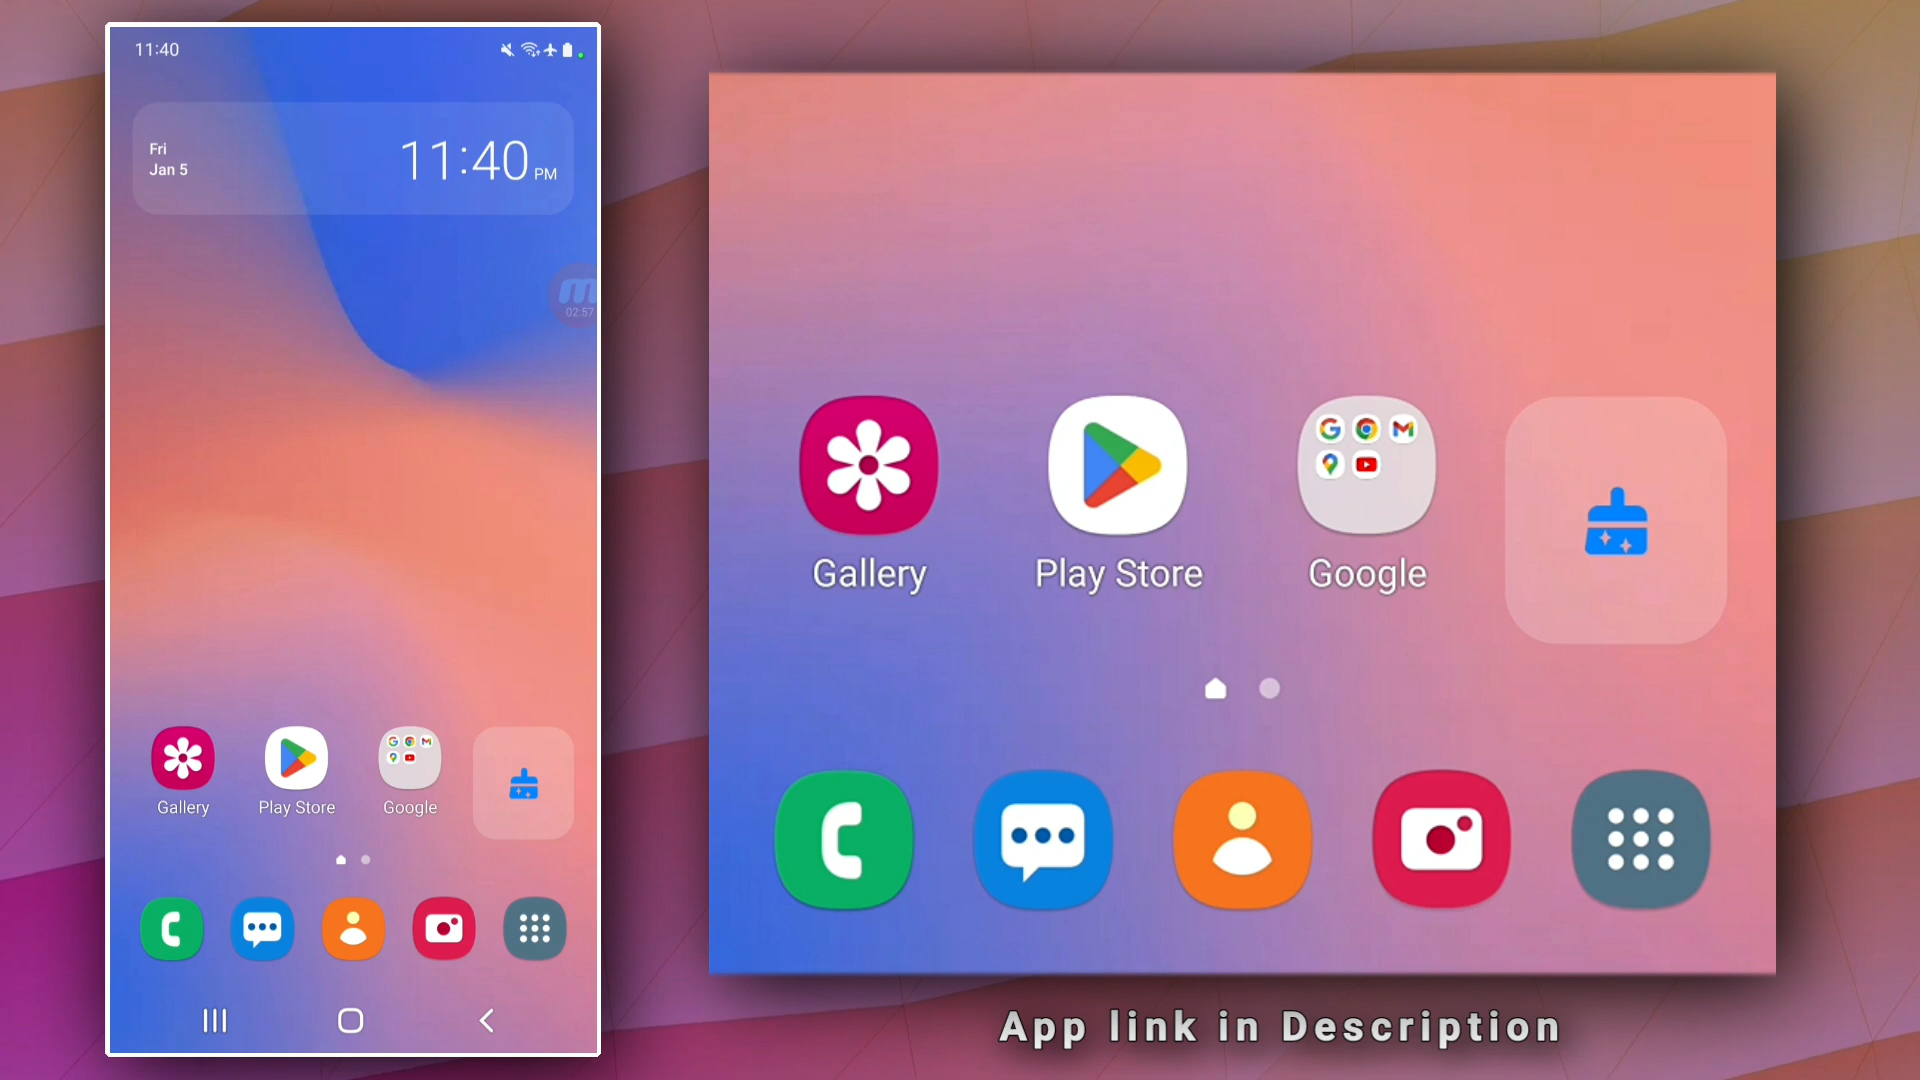 11:40
Fri
Jan 5
11:40 PM
m
02:57
Gallery
Play Store
Google
Gallery
Play Store
Google
App link in Description